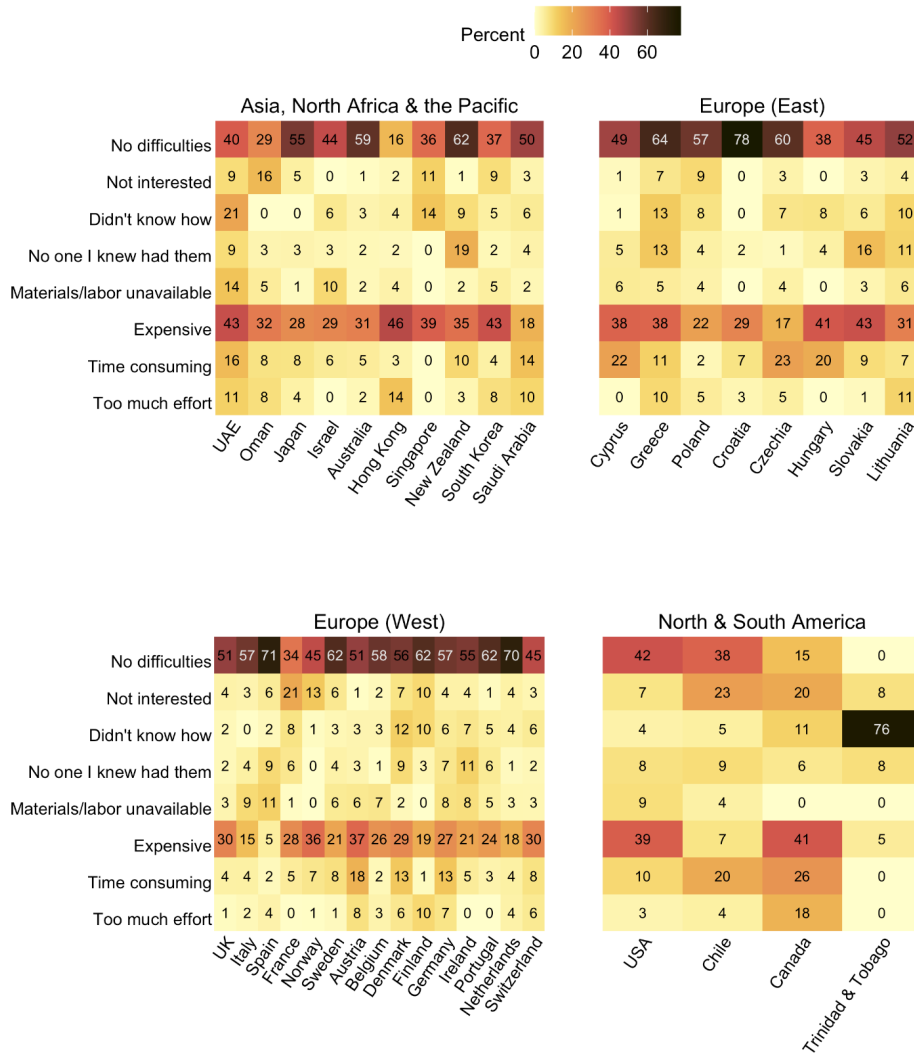 Percent
0 20 40 60
Asia, North Africa & the Pacific
No difficulties 40 29 55 44 59 16 36 62 37 50
Not interested 9 16 5 0 1 2 11 1 9 3
Didn't know how 21 0 0 6 3 4 14 9 5 6
No one I knew had them 9 3 3 3 2 2 0 19 2 4
Materials/labor unavailable 14 5 1 10 2 4 0 2 5 2
Expensive 43 32 28 29 31 46 39 35 43 18
Time consuming 16 8 8 6 5 3 0 10 4 14
Too much effort 11 8 4 0 2 14 0 3 8 10
UAE Oman Japan Israel Australia Hong Kong Singapore New Zealand South Korea Saudi Arabia
Europe (East)
49 64 57 78 60 38 45 52
1 7 9 0 3 0 3 4
1 13 8 0 7 8 6 10
5 13 4 2 1 4 16 11
6 5 4 0 4 0 3 6
38 38 22 29 17 41 43 31
22 11 2 7 23 20 9 7
0 10 5 3 5 0 1 11
Cyprus Greece Poland Croatia Czechia Hungary Slovakia Lithuania
Europe (West)
No difficulties 51 57 71 34 45 62 51 58 56 62 57 55 62 70 45
Not interested 4 3 6 21 13 6 1 2 7 10 4 4 1 4 3
Didn't know how 2 0 2 8 1 3 3 3 12 10 6 7 5 4 6
No one I knew had them 2 4 9 6 0 4 3 1 9 3 7 11 6 1 2
Materials/labor unavailable 3 9 11 1 0 6 6 7 2 0 8 8 5 3 3
Expensive 30 15 5 28 36 21 37 26 29 19 27 21 24 18 30
Time consuming 4 4 2 5 7 8 18 2 13 1 13 5 3 4 8
Too much effort 1 2 4 0 1 1 8 3 6 10 7 0 0 4 6
UK Italy Spain France Norway Sweden Austria Belgium Denmark Finland Germany Ireland Portugal Netherlands Switzerland
North & South America
42 38 15 0
7 23 20 8
4 5 11 76
8 9 6 8
9 4 0 0
39 7 41 5
10 20 26 0
3 4 18 0
USA Chile Canada Trinidad & Tobago